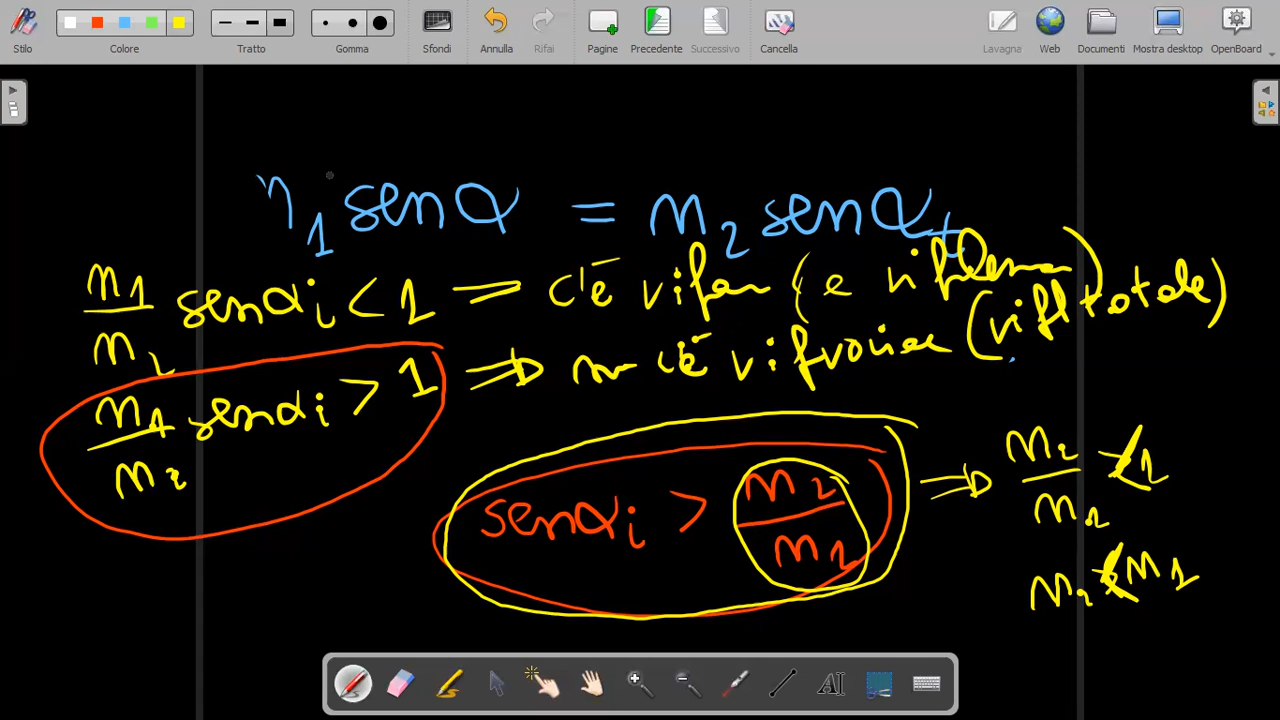 Stilo Colore Tratto Gomma Sfondi Annulla Rifai Pagine Precedente Successivo Cancella Lavagna Web Documenti Mostra desktop OpenBoard
n1 senα = n2 senαt
n1/n2 senαi < 1 ⇒ c'è rifr (e riflessione)
n1/n2 senαi > 1 ⇒ non c'è rifrazione (rifl totale)
senαi > n2/n1 ⇒ n2/n1 < 1
n2 < n1
AI